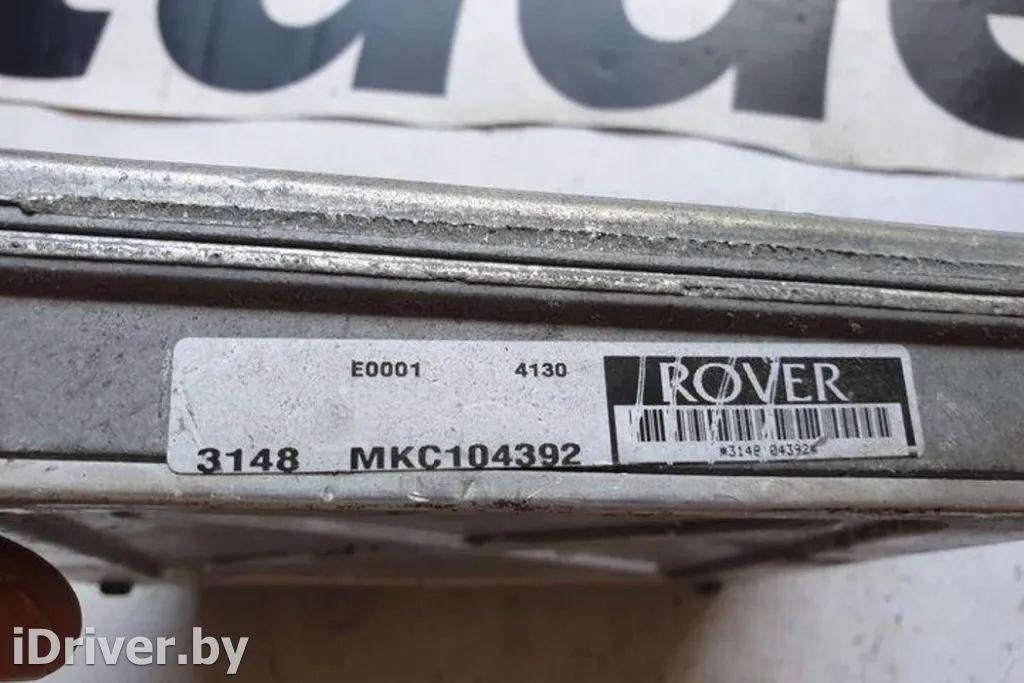 E0001 4130
ROVER
3148 MKC104392
*3148 04392*
iDriver.by